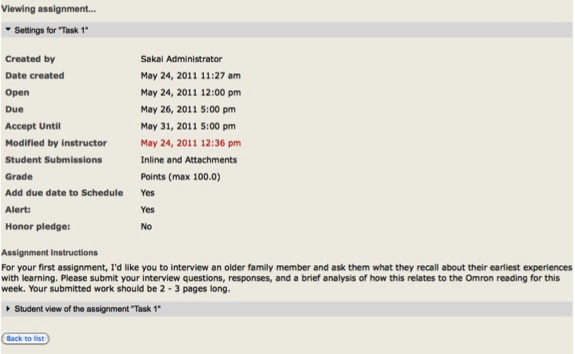 Viewing assignment...
Settings for "Task 1"
Created by Sakai Administrator
Date created May 24, 2011 11:27 am
Open May 24, 2011 12:00 pm
Due May 26, 2011 5:00 pm
Accept Until May 31, 2011 5:00 pm
Modified by instructor May 24, 2011 12:36 pm
Student Submissions Inline and Attachments
Grade Points (max 100.0)
Add due date to Schedule Yes
Alert: Yes
Honor pledge: No
Assignment Instructions
For your first assignment, I'd like you to interview an older family member and ask them what they recall about their earliest experiences
with learning. Please submit your interview questions, responses, and a brief analysis of how this relates to the Omron reading for this
week. Your submitted work should be 2 - 3 pages long.
Student view of the assignment "Task 1"
Back to list